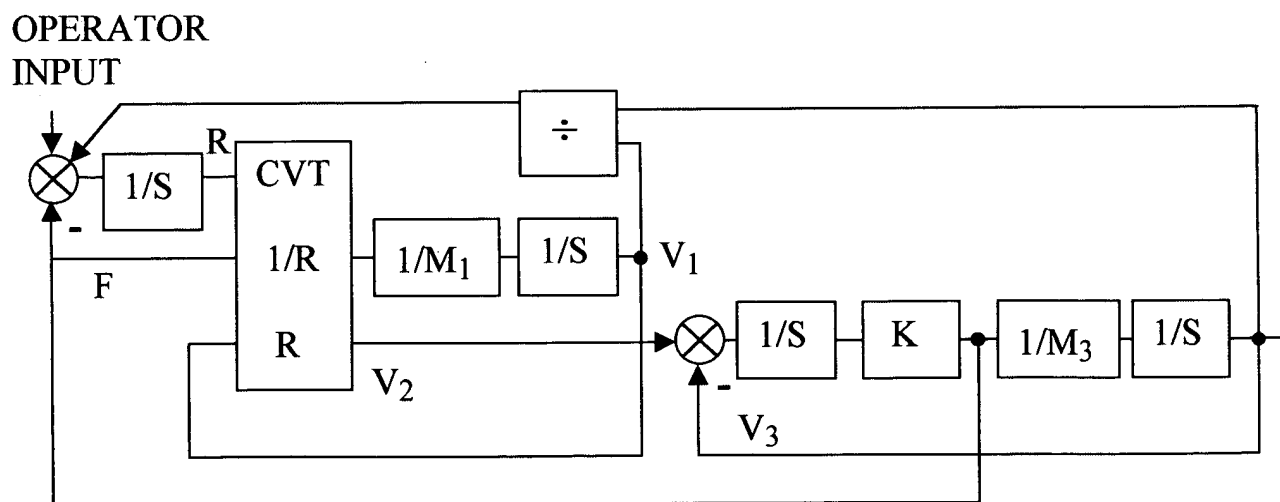 OPERATOR
INPUT
÷
R
1/S
CVT
-
F
1/R
1/M₁
1/S
V₁
R
V₂
1/S
K
1/M₃
1/S
-
V₃